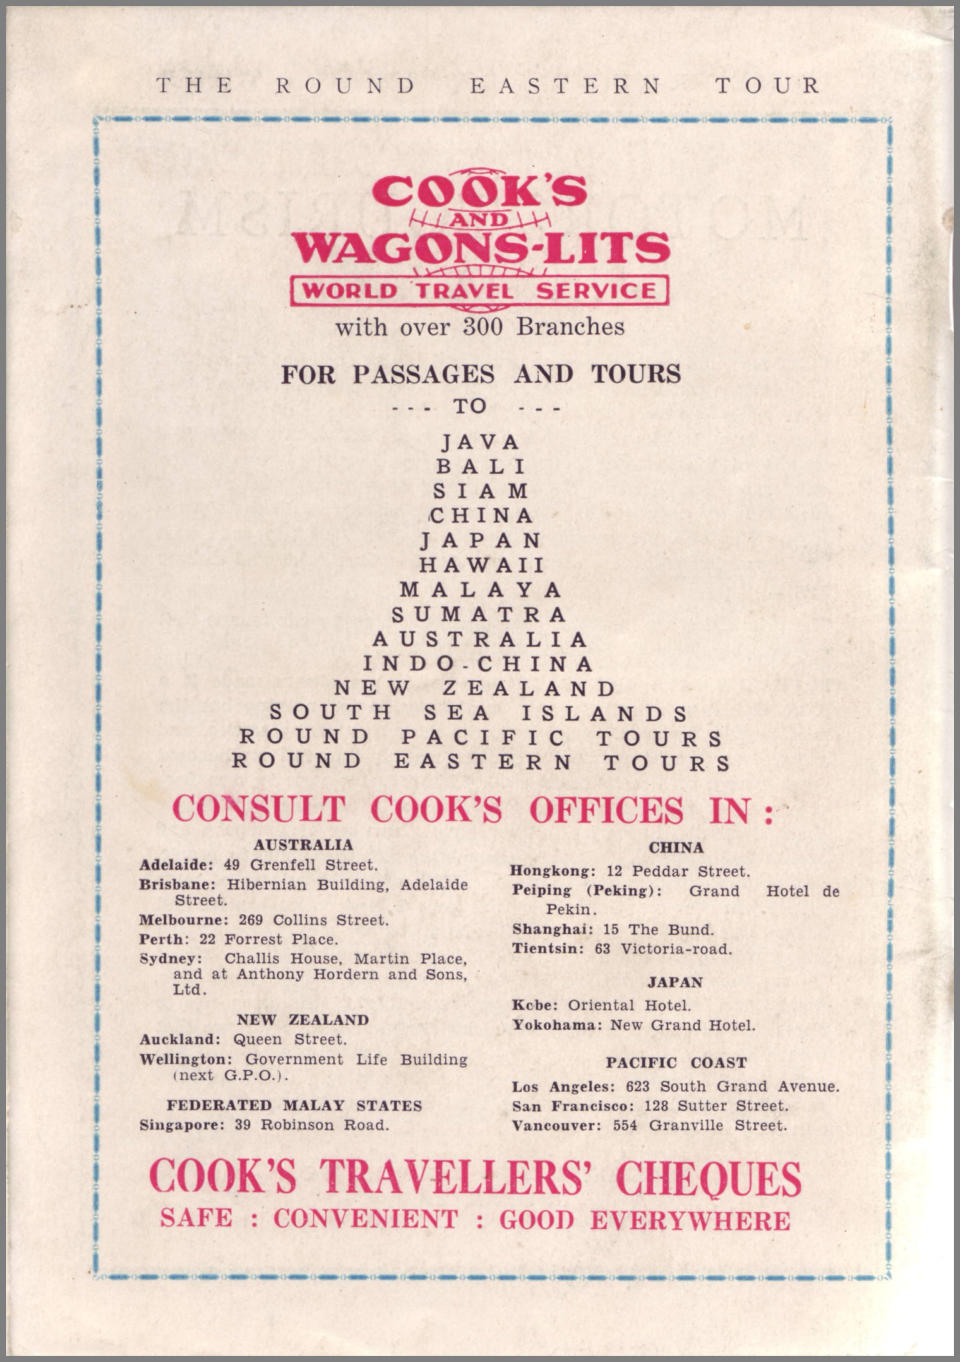 THE ROUND EASTERN TOUR
COOK'S
AND
WAGONS-LITS
WORLD TRAVEL SERVICE
with over 300 Branches
FOR PASSAGES AND TOURS
--- TO ---
JAVA
BALI
SIAM
CHINA
JAPAN
HAWAII
MALAYA
SUMATRA
AUSTRALIA
INDO-CHINA
NEW ZEALAND
SOUTH SEA ISLANDS
ROUND PACIFIC TOURS
ROUND EASTERN TOURS
CONSULT COOK'S OFFICES IN :
AUSTRALIA
Adelaide: 49 Grenfell Street.
Brisbane: Hibernian Building, Adelaide
Street.
Melbourne: 269 Collins Street.
Perth: 22 Forrest Place.
Sydney: Challis House, Martin Place,
and at Anthony Hordern and Sons,
Ltd.
NEW ZEALAND
Auckland: Queen Street.
Wellington: Government Life Building
(next G.P.O.).
FEDERATED MALAY STATES
Singapore: 39 Robinson Road.
CHINA
Hongkong: 12 Peddar Street.
Peiping (Peking): Grand Hotel de
Pekin.
Shanghai: 15 The Bund.
Tientsin: 63 Victoria-road.
JAPAN
Kobe: Oriental Hotel.
Yokohama: New Grand Hotel.
PACIFIC COAST
Los Angeles: 623 South Grand Avenue.
San Francisco: 128 Sutter Street.
Vancouver: 554 Granville Street.
COOK'S TRAVELLERS' CHEQUES
SAFE : CONVENIENT : GOOD EVERYWHERE